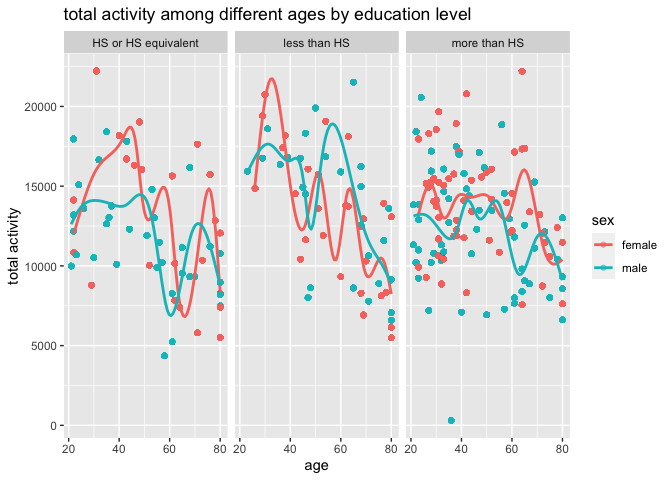 total activity among different ages by education level
HS or HS equivalent
less than HS
more than HS
20000
15000
10000
5000
0
total activity
20 40 60 80
20 40 60 80
20 40 60 80
age
sex
female
male